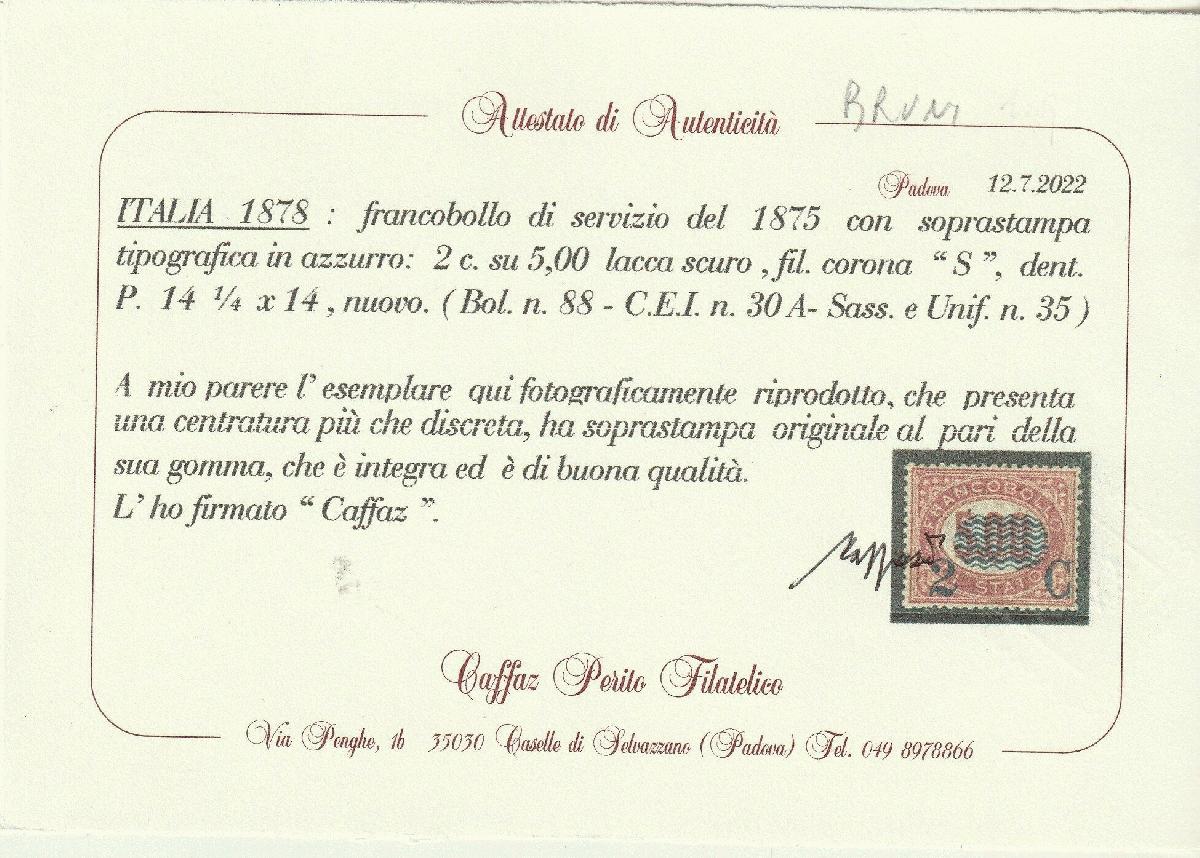 Attestato di Autenticità
BRUNI
Padova 12.7.2022
ITALIA 1878 : francobollo di servizio del 1875 con soprastampa
tipografica in azzurro: 2 c. su 5,00 lacca scuro , fil. corona “ S ”, dent.
P. 14 ¼ x 14 , nuovo. ( Bol. n. 88 - C.E.I. n. 30 A- Sass. e Unif. n. 35 )
A mio parere l’ esemplare qui fotograficamente riprodotto, che presenta
una centratura più che discreta, ha soprastampa originale al pari della
sua gomma, che è integra ed è di buona qualità.
L’ ho firmato “ Caffaz ”.
2 C
STATO
Caffaz Perito Filatelico
Via Penghe, 1b 35030 Caselle di Selvazzano (Padova) Tel. 049 8978866